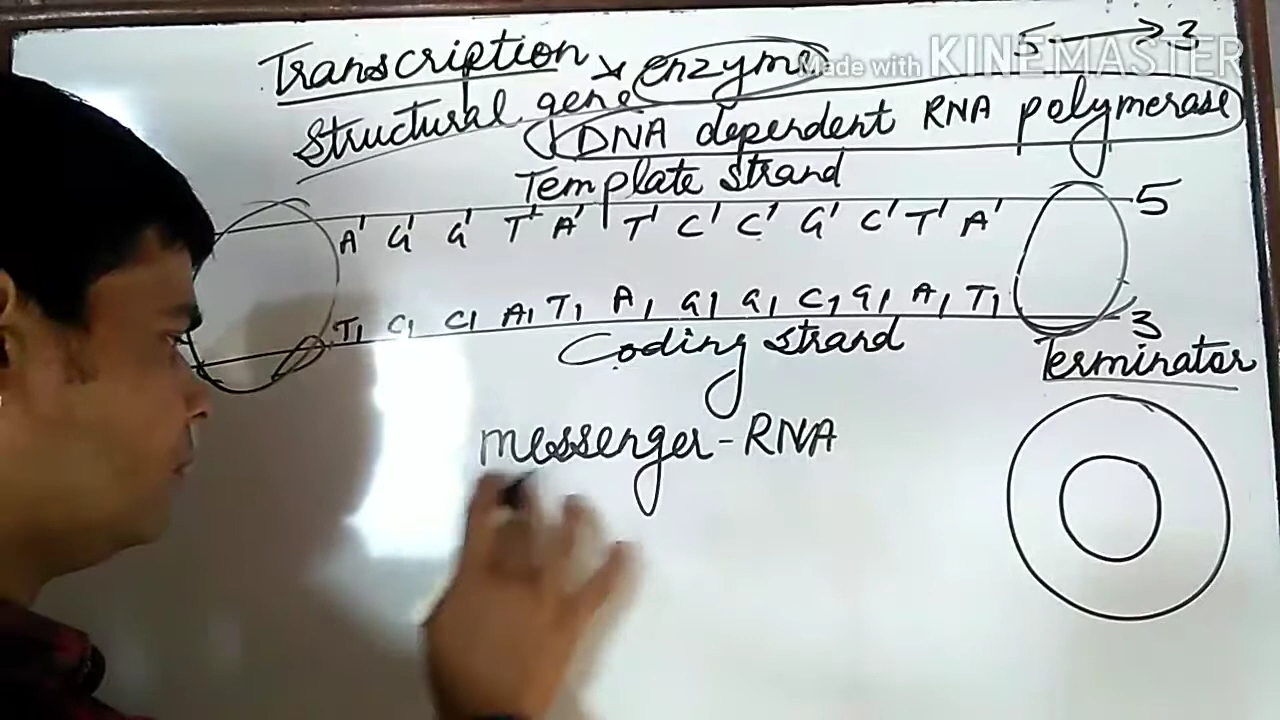 Transcription enzyme 5 → 3
Made with KINEMASTER
Structural gene DNA dependent RNA polymerase
Template strand
5
A' G' G' T' A' T' C' C' G' C' T' A'
T, C, C, A, T, A, G, G, C, G, A, T,
3
Coding strand
Terminator
messenger-RNA